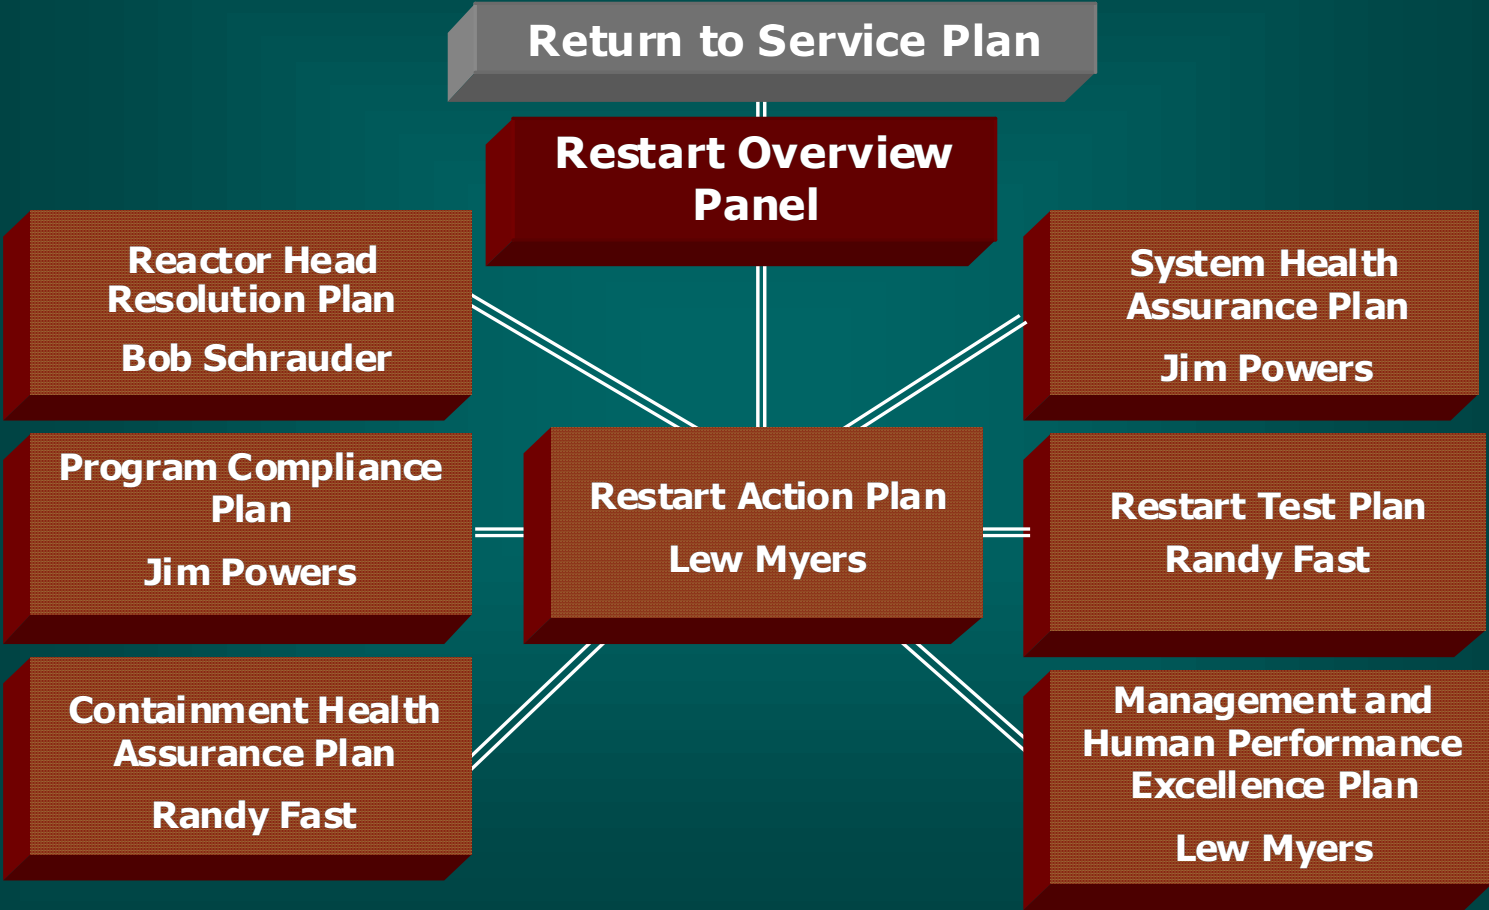 Return to Service Plan
Restart Overview
Panel
Reactor Head
Resolution Plan
Bob Schrauder
System Health
Assurance Plan
Jim Powers
Program Compliance
Plan
Jim Powers
Restart Action Plan
Lew Myers
Restart Test Plan
Randy Fast
Containment Health
Assurance Plan
Randy Fast
Management and
Human Performance
Excellence Plan
Lew Myers